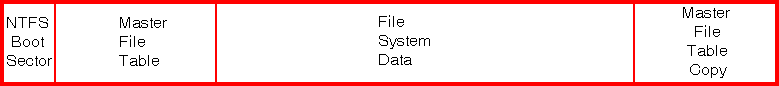 NTFS
Boot
Sector
Master
File
Table
File
System
Data
Master
File
Table
Copy